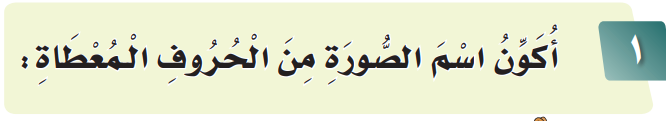 ١ أُكَوِّنُ اسْمَ الصُّورَةِ مِنَ الْحُرُوفِ الْمُعْطَاةِ :